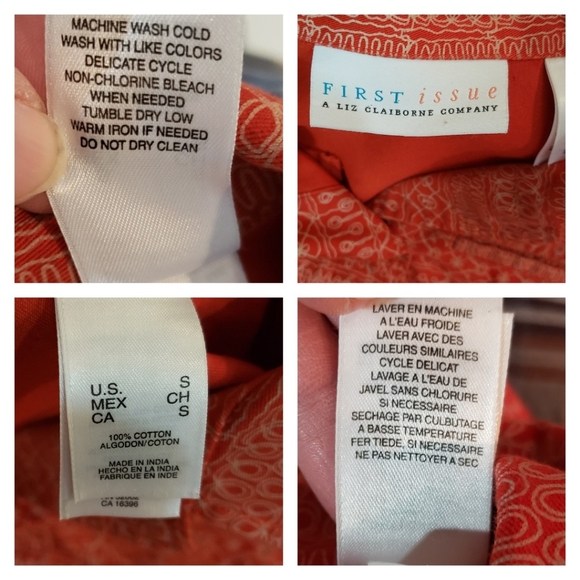 MACHINE WASH COLD
WASH WITH LIKE COLORS
DELICATE CYCLE
NON-CHLORINE BLEACH
WHEN NEEDED
TUMBLE DRY LOW
WARM IRON IF NEEDED
DO NOT DRY CLEAN
FIRST issue
A LIZ CLAIBORNE COMPANY
U.S. S
MEX CH
CA S
100% COTTON
ALGODON/COTON
MADE IN INDIA
HECHO EN LA INDIA
FABRIQUE EN INDE
CA 16396
LAVER EN MACHINE
A L'EAU FROIDE
LAVER AVEC DES
COULEURS SIMILAIRES
CYCLE DELICAT
LAVAGE A L'EAU DE
JAVEL SANS CHLORURE
SI NECESSAIRE
SECHAGE PAR CULBUTAGE
A BASSE TEMPERATURE
FER TIEDE, SI NECESSAIRE
NE PAS NETTOYER A SEC